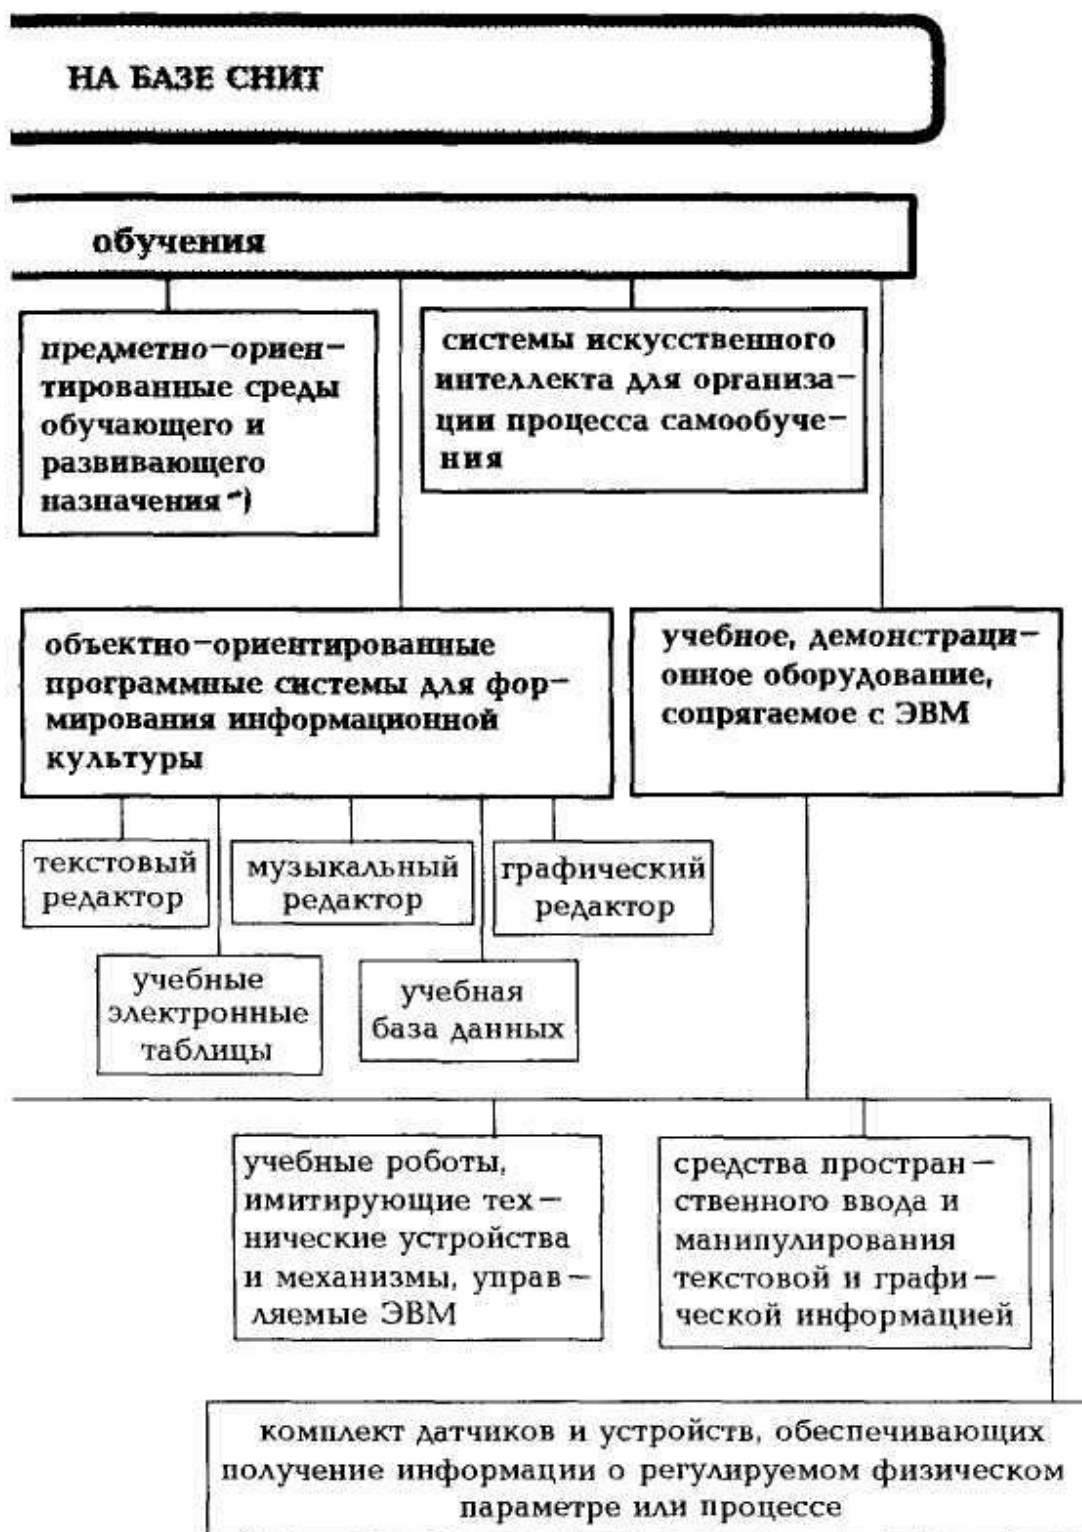 НА БАЗЕ СНИТ
обучения
предметно-ориен-
тированные среды
обучающего и
развивающего
назначения *)
системы искусственного
интеллекта для организа-
ции процесса самообуче-
ния
объектно-ориентированные
программные системы для фор-
мирования информационной
культуры
учебное, демонстраци-
онное оборудование,
сопрягаемое с ЭВМ
текстовый
редактор
музыкальный
редактор
графический
редактор
учебные
электронные
таблицы
учебная
база данных
учебные роботы,
имитирующие тех-
нические устройства
и механизмы, управ-
ляемые ЭВМ
средства простран-
ственного ввода и
манипулирования
текстовой и графи-
ческой информацией
комплект датчиков и устройств, обеспечивающих
получение информации о регулируемом физическом
параметре или процессе